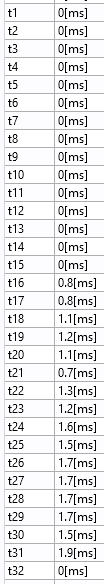 t1 0[ms]
t2 0[ms]
t3 0[ms]
t4 0[ms]
t5 0[ms]
t6 0[ms]
t7 0[ms]
t8 0[ms]
t9 0[ms]
t10 0[ms]
t11 0[ms]
t12 0[ms]
t13 0[ms]
t14 0[ms]
t15 0[ms]
t16 0.8[ms]
t17 0.8[ms]
t18 1.1[ms]
t19 1.2[ms]
t20 1.1[ms]
t21 0.7[ms]
t22 1.3[ms]
t23 1.2[ms]
t24 1.6[ms]
t25 1.5[ms]
t26 1.7[ms]
t27 1.7[ms]
t28 1.7[ms]
t29 1.7[ms]
t30 1.5[ms]
t31 1.9[ms]
t32 0[ms]